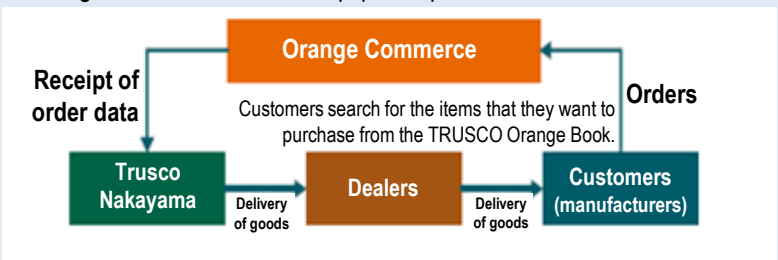 Orange Commerce
Receipt of
order data
Orders
Customers search for the items that they want to
purchase from the TRUSCO Orange Book.
Trusco
Nakayama
Delivery
of goods
Dealers
Delivery
of goods
Customers
(manufacturers)